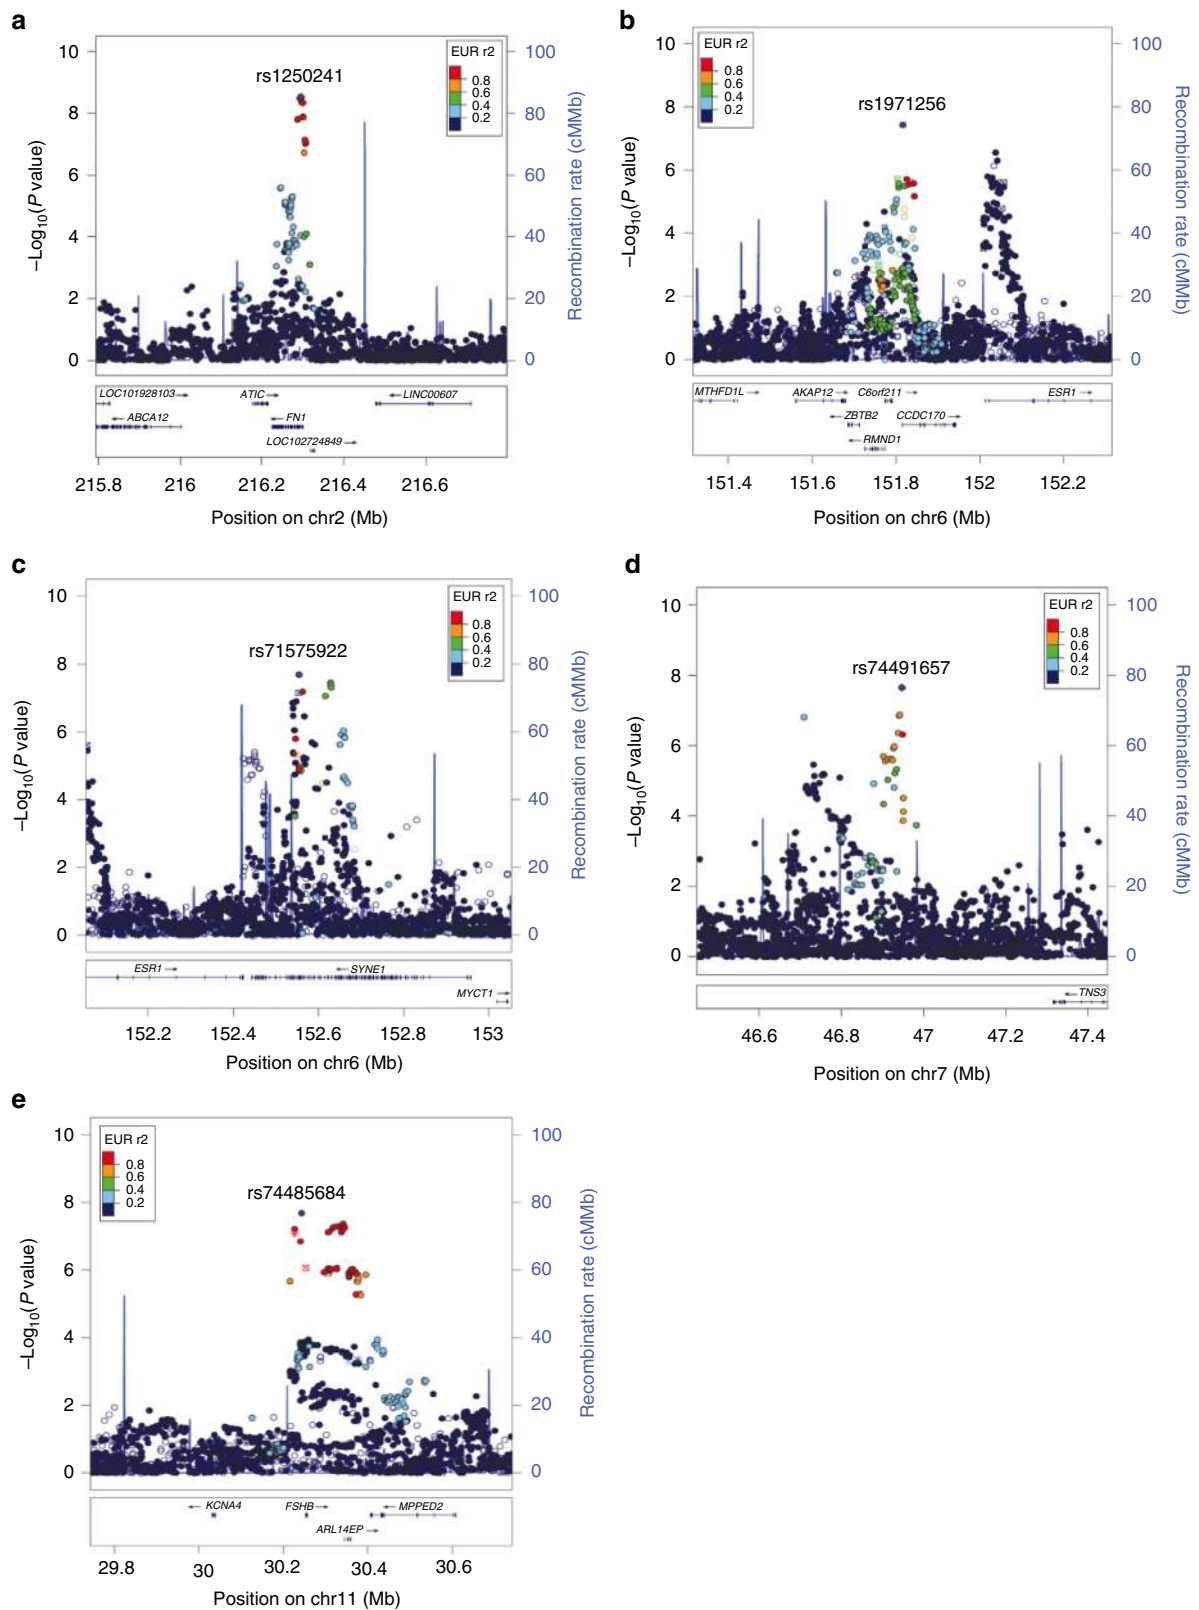 a
EUR r2
0.8
0.6
0.4
0.2
rs1250241
10
8
6
4
2
0
–Log10(P value)
100
80
60
40
20
0
Recombination rate (cMMb)
LOC101928103
ATIC
LINC00607
ABCA12
FN1
LOC102724849
215.8 216 216.2 216.4 216.6
Position on chr2 (Mb)
b
EUR r2
0.8
0.6
0.4
0.2
rs1971256
10
8
6
4
2
0
–Log10(P value)
100
80
60
40
20
0
Recombination rate (cMMb)
MTHFD1L
AKAP12
C6orf211
ESR1
ZBTB2
CCDC170
RMND1
151.4 151.6 151.8 152 152.2
Position on chr6 (Mb)
c
EUR r2
0.8
0.6
0.4
0.2
rs71575922
10
8
6
4
2
0
–Log10(P value)
100
80
60
40
20
0
Recombination rate (cMMb)
ESR1
SYNE1
MYCT1
152.2 152.4 152.6 152.8 153
Position on chr6 (Mb)
d
EUR r2
0.8
0.6
0.4
0.2
rs74491657
10
8
6
4
2
0
–Log10(P value)
100
80
60
40
20
0
Recombination rate (cMMb)
TNS3
46.6 46.8 47 47.2 47.4
Position on chr7 (Mb)
e
EUR r2
0.8
0.6
0.4
0.2
rs74485684
10
8
6
4
2
0
–Log10(P value)
100
80
60
40
20
0
Recombination rate (cMMb)
KCNA4
FSHB
MPPED2
ARL14EP
29.8 30 30.2 30.4 30.6
Position on chr11 (Mb)